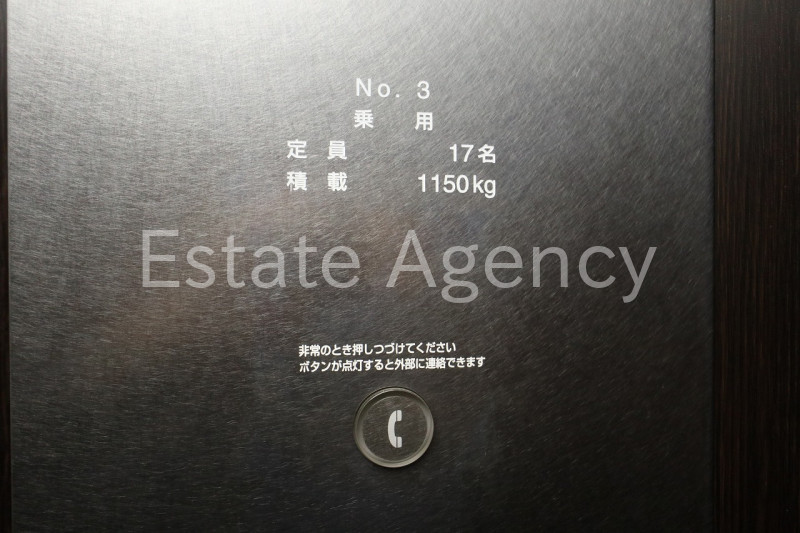 No. 3
乗 用
定 員 17名
積 載 1150kg
Estate Agency
非常のとき押しつづけてください
ボタンが点灯すると外部に連絡できます